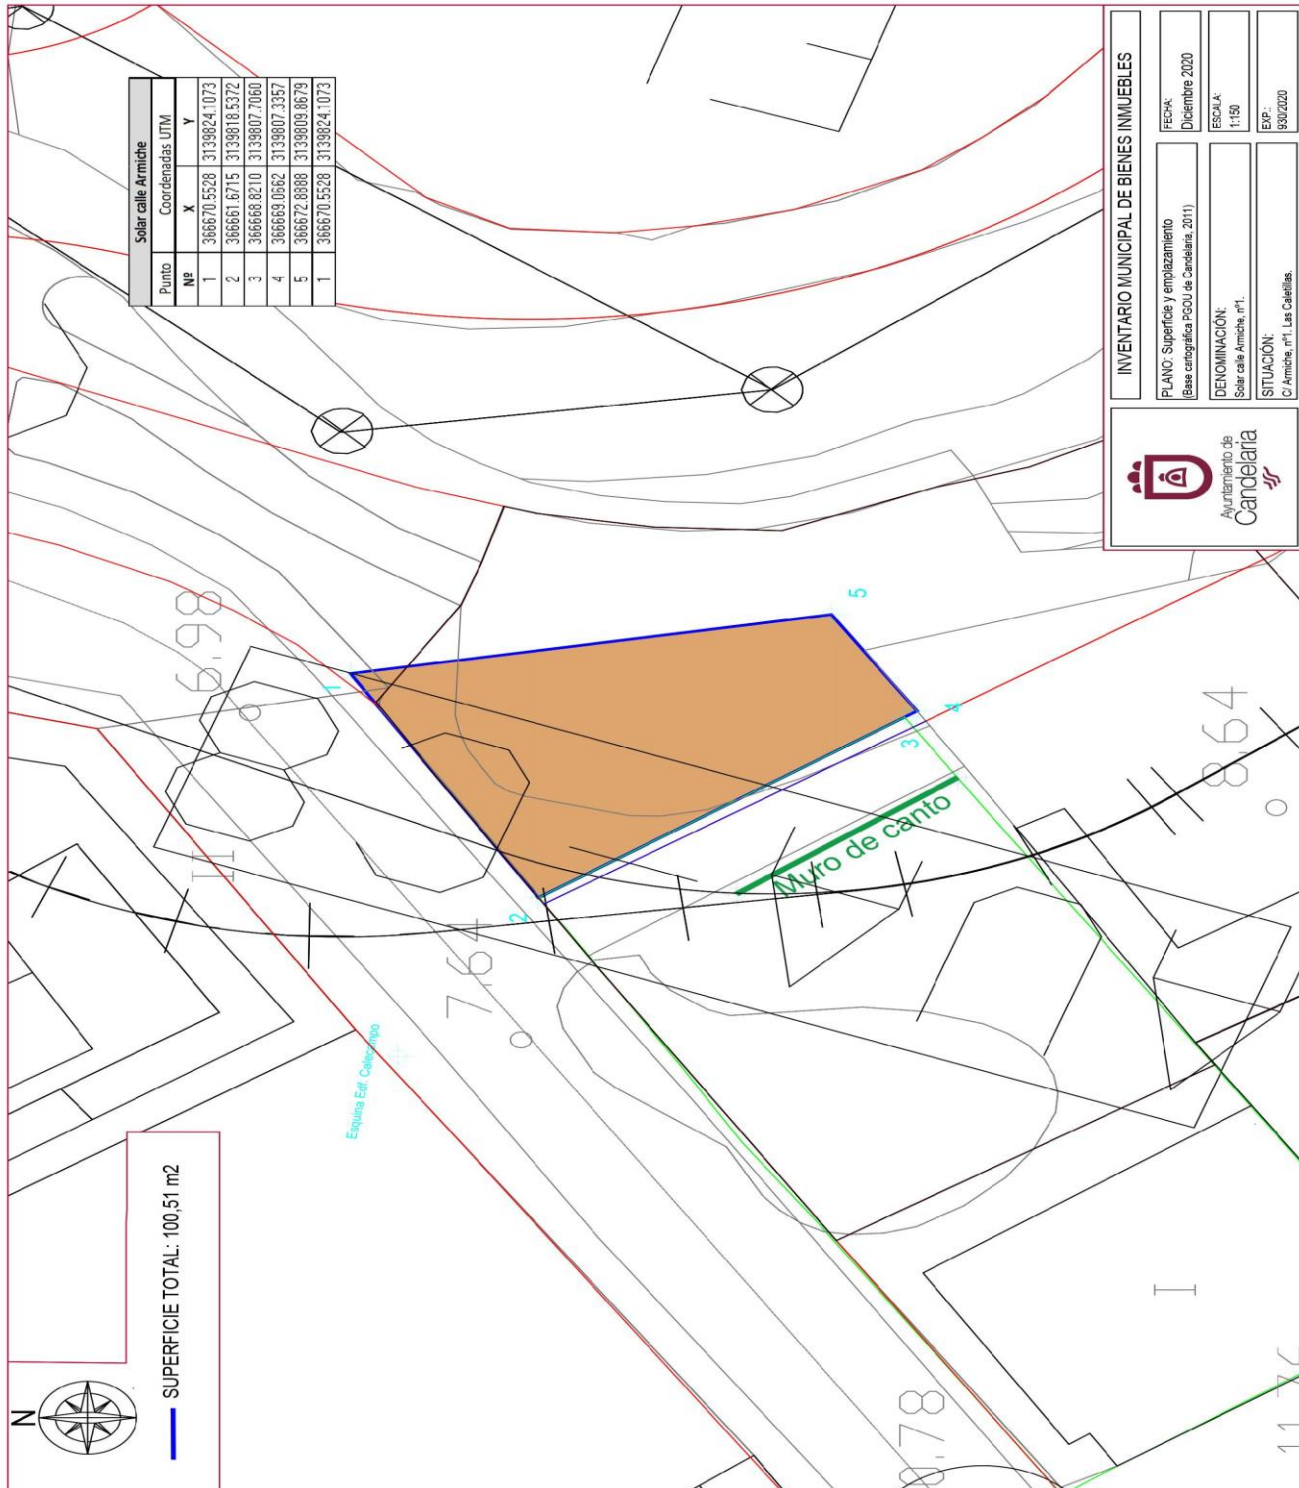 N
SUPERFICIE TOTAL: 100,51 m2
Solar calle Armiche
Punto Coordenadas UTM
Nº X Y
1 366670.5528 3139824.1073
2 366661.6715 3139818.5372
3 366668.8210 3139807.7060
4 366669.0662 3139807.3357
5 366672.8988 3139809.8679
1 366670.5528 3139824.1073
6,98
1
II
2
7,64
Esquina Edf. Calecampo
5
4
3
Muro de canto
8,64
I
INVENTARIO MUNICIPAL DE BIENES INMUEBLES
PLANO: Superficie y emplazamiento
(Base cartográfica PGOU de Candelaria, 2011)
FECHA:
Diciembre 2020
DENOMINACIÓN:
Solar calle Armiche, nº1.
ESCALA:
1:150
SITUACIÓN:
C/ Armiche, nº1. Las Caletillas.
EXP.:
930/2020
Ayuntamiento de
Candelaria